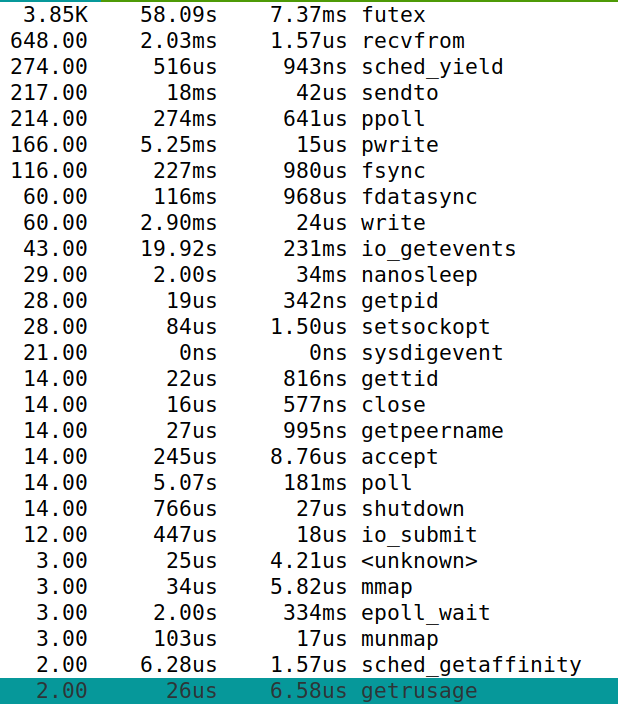 3.85K 58.09s 7.37ms futex
648.00 2.03ms 1.57us recvfrom
274.00 516us 943ns sched_yield
217.00 18ms 42us sendto
214.00 274ms 641us ppoll
166.00 5.25ms 15us pwrite
116.00 227ms 980us fsync
60.00 116ms 968us fdatasync
60.00 2.90ms 24us write
43.00 19.92s 231ms io_getevents
29.00 2.00s 34ms nanosleep
28.00 19us 342ns getpid
28.00 84us 1.50us setsockopt
21.00 0ns 0ns sysdigevent
14.00 22us 816ns gettid
14.00 16us 577ns close
14.00 27us 995ns getpeername
14.00 245us 8.76us accept
14.00 5.07s 181ms poll
14.00 766us 27us shutdown
12.00 447us 18us io_submit
3.00 25us 4.21us <unknown>
3.00 34us 5.82us mmap
3.00 2.00s 334ms epoll_wait
3.00 103us 17us munmap
2.00 6.28us 1.57us sched_getaffinity
2.00 26us 6.58us getrusage